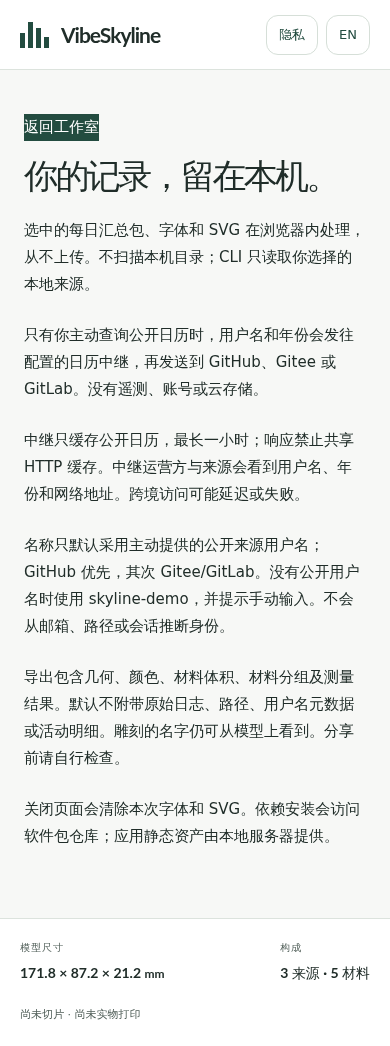 VibeSkyline
隐私
EN
返回工作室
你的记录，留在本机。
选中的每日汇总包、字体和 SVG 在浏览器内处理，
从不上传。不扫描本机目录；CLI 只读取你选择的
本地来源。
只有你主动查询公开日历时，用户名和年份会发往
配置的日历中继，再发送到 GitHub、Gitee 或
GitLab。没有遥测、账号或云存储。
中继只缓存公开日历，最长一小时；响应禁止共享
HTTP 缓存。中继运营方与来源会看到用户名、年
份和网络地址。跨境访问可能延迟或失败。
名称只默认采用主动提供的公开来源用户名；
GitHub 优先，其次 Gitee/GitLab。没有公开用户
名时使用 skyline-demo，并提示手动输入。不会
从邮箱、路径或会话推断身份。
导出包含几何、颜色、材料体积、材料分组及测量
结果。默认不附带原始日志、路径、用户名元数据
或活动明细。雕刻的名字仍可从模型上看到。分享
前请自行检查。
关闭页面会清除本次字体和 SVG。依赖安装会访问
软件包仓库；应用静态资产由本地服务器提供。
模型尺寸
171.8 × 87.2 × 21.2 mm
构成
3 来源 · 5 材料
尚未切片 · 尚未实物打印